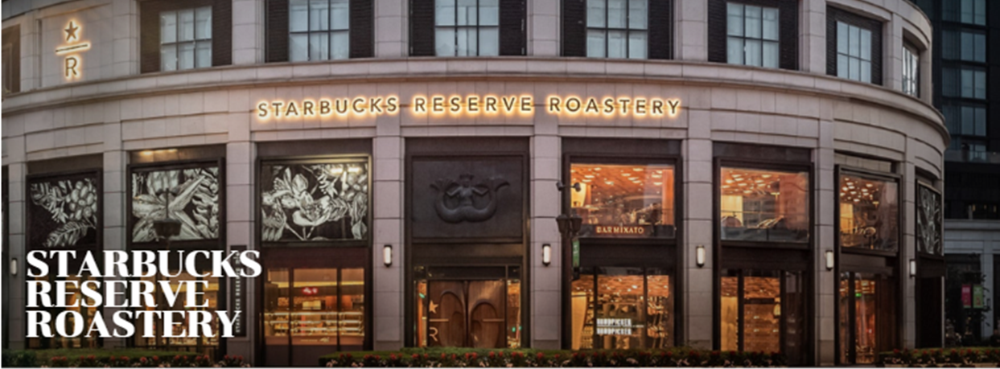 R
STARBUCKS RESERVE ROASTERY
BAR MIXATO
STARBUCKS
RESERVE
ROASTERY
R